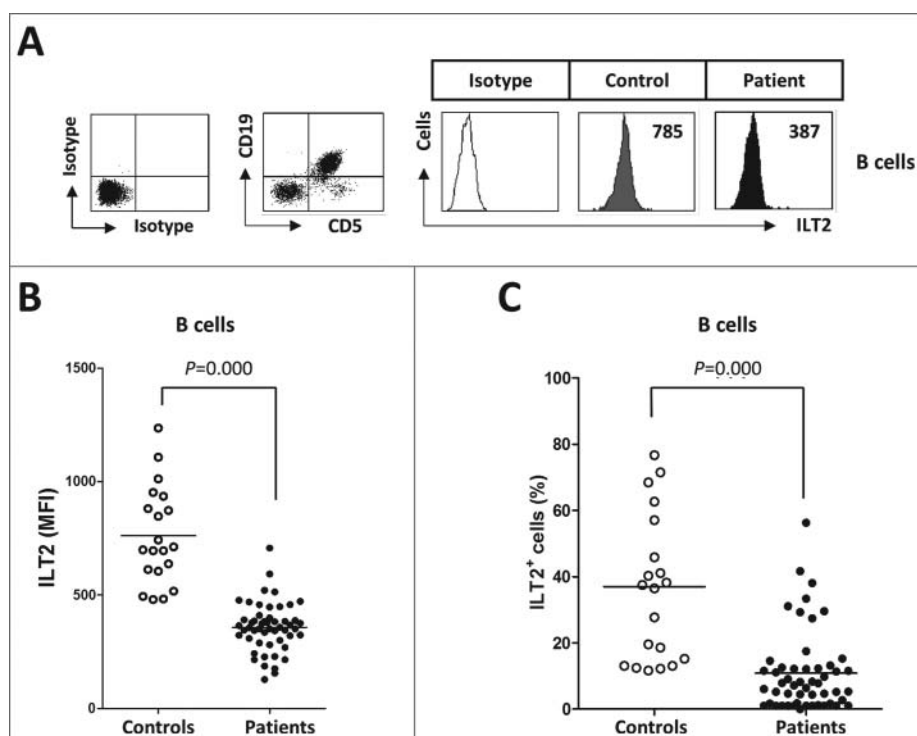 A
Isotype Control Patient
Isotype
Isotype
CD19
CD5
Cells
785
387
B cells
ILT2
B
B cells
P=0.000
1500
1000
500
0
ILT2 (MFI)
Controls Patients
C
B cells
P=0.000
100
80
60
40
20
0
ILT2⁺ cells (%)
Controls Patients